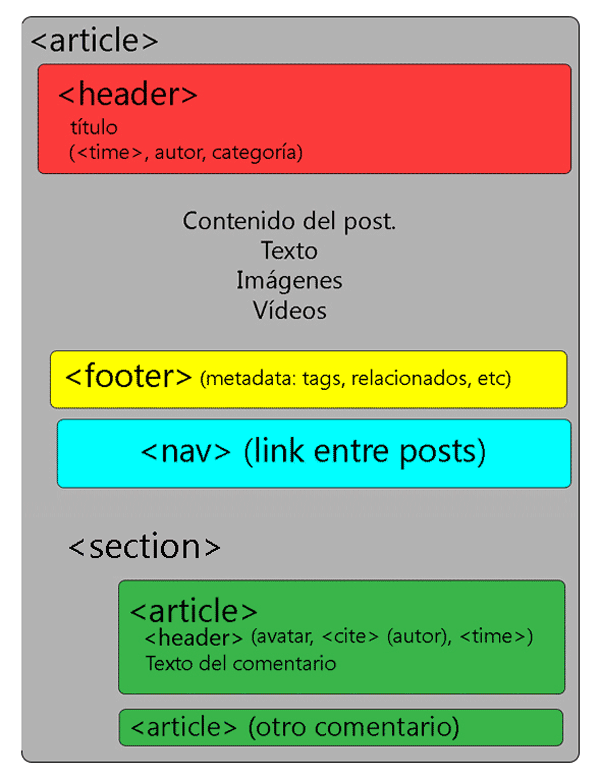 <article>
<header>
título
(<time>, autor, categoría)
Contenido del post.
Texto
Imágenes
Vídeos
<footer> (metadata: tags, relacionados, etc)
<nav> (link entre posts)
<section>
<article>
<header> (avatar, <cite> (autor), <time>)
Texto del comentario
<article> (otro comentario)